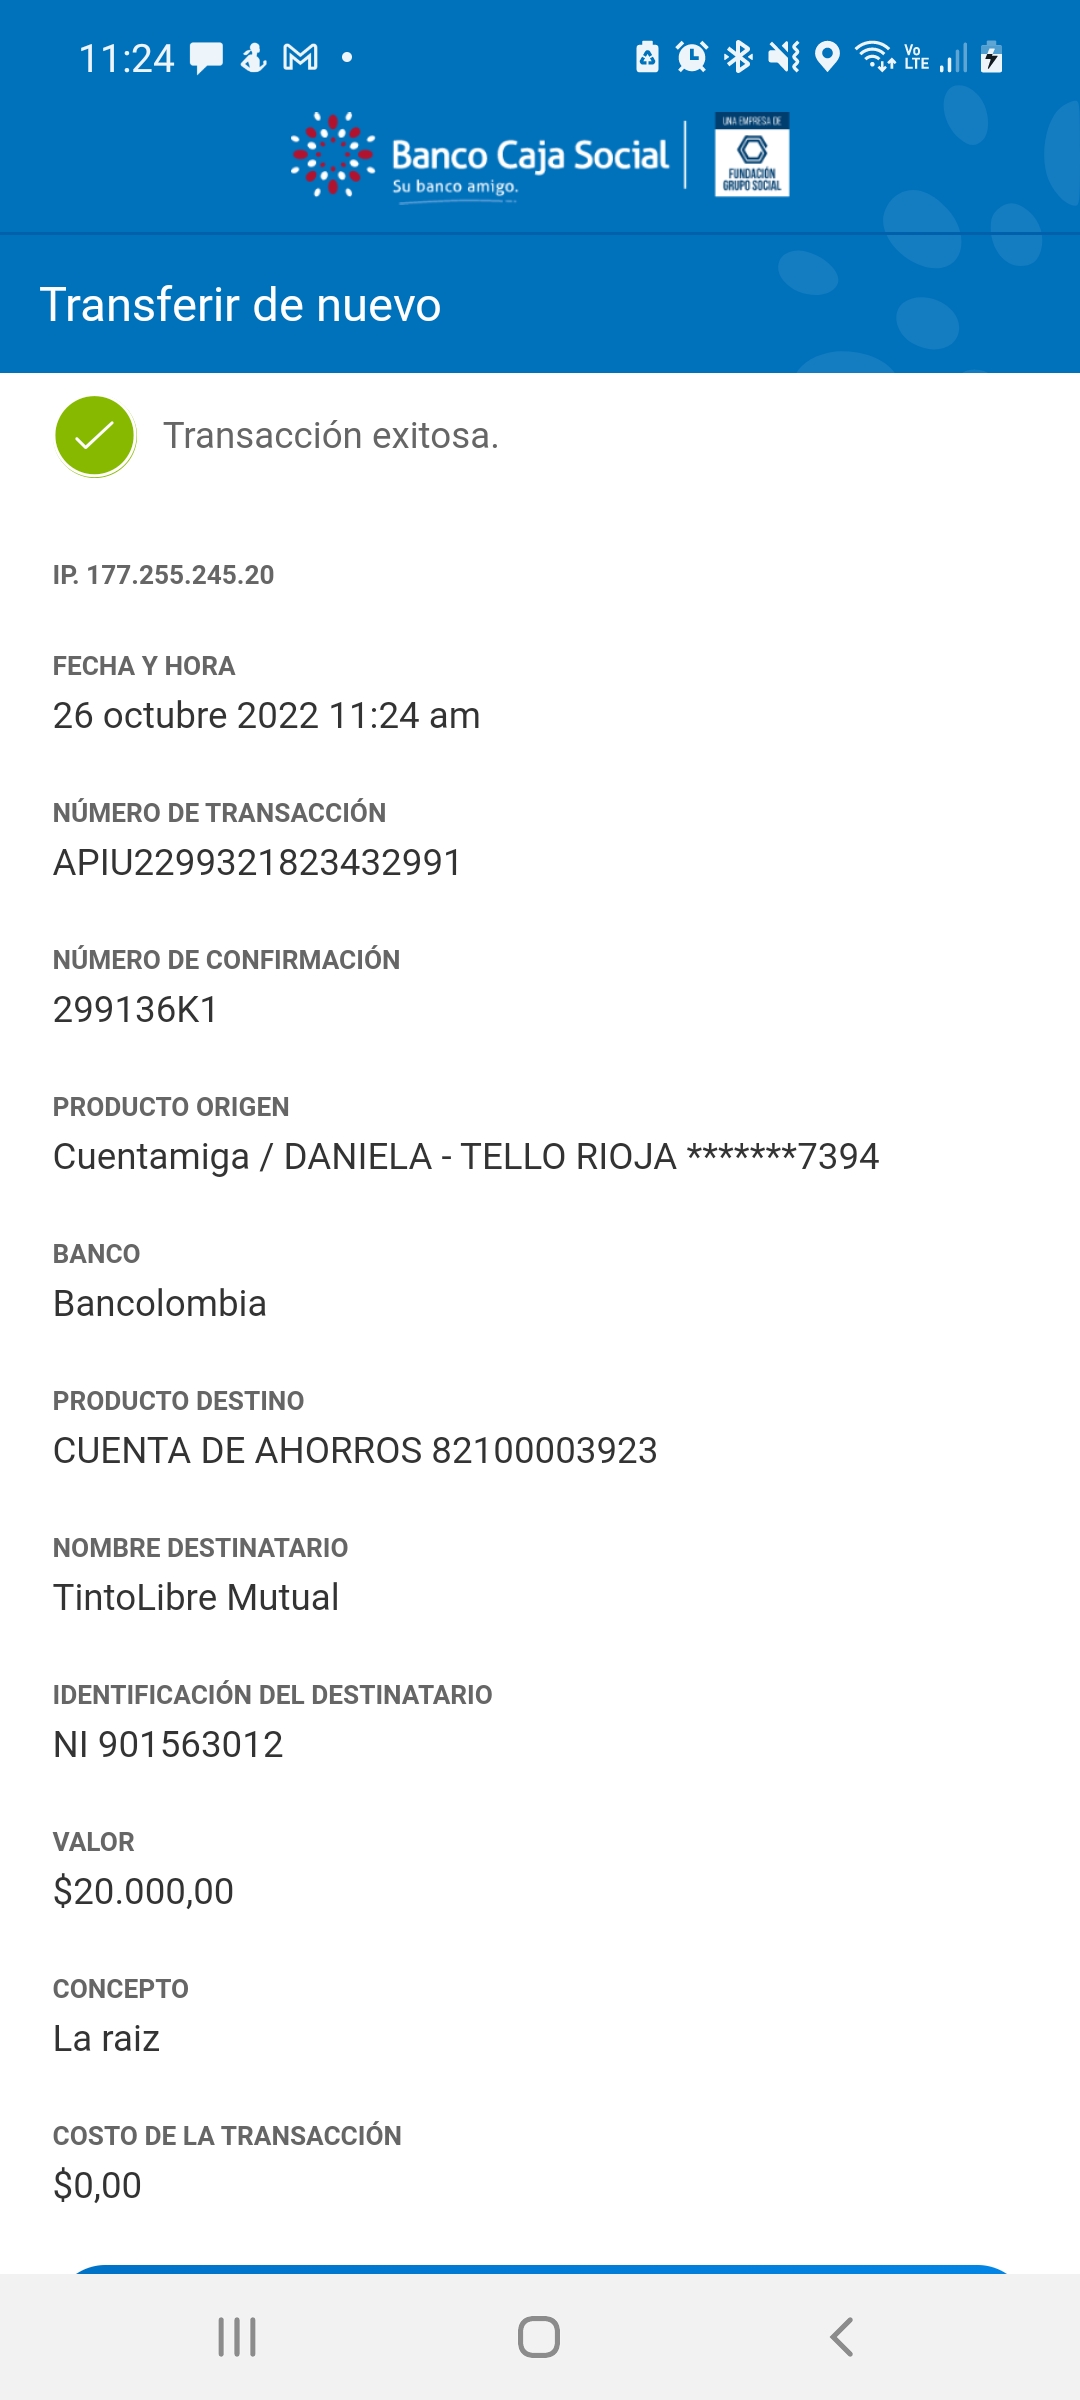 11:24
Vo
LTE
Banco Caja Social
Su banco amigo.
UNA EMPRESA DE
FUNDACIÓN
GRUPO SOCIAL
Transferir de nuevo
Transacción exitosa.
IP. 177.255.245.20
FECHA Y HORA
26 octubre 2022 11:24 am
NÚMERO DE TRANSACCIÓN
APIU2299321823432991
NÚMERO DE CONFIRMACIÓN
299136K1
PRODUCTO ORIGEN
Cuentamiga / DANIELA - TELLO RIOJA *******7394
BANCO
Bancolombia
PRODUCTO DESTINO
CUENTA DE AHORROS 82100003923
NOMBRE DESTINATARIO
TintoLibre Mutual
IDENTIFICACIÓN DEL DESTINATARIO
NI 901563012
VALOR
$20.000,00
CONCEPTO
La raiz
COSTO DE LA TRANSACCIÓN
$0,00